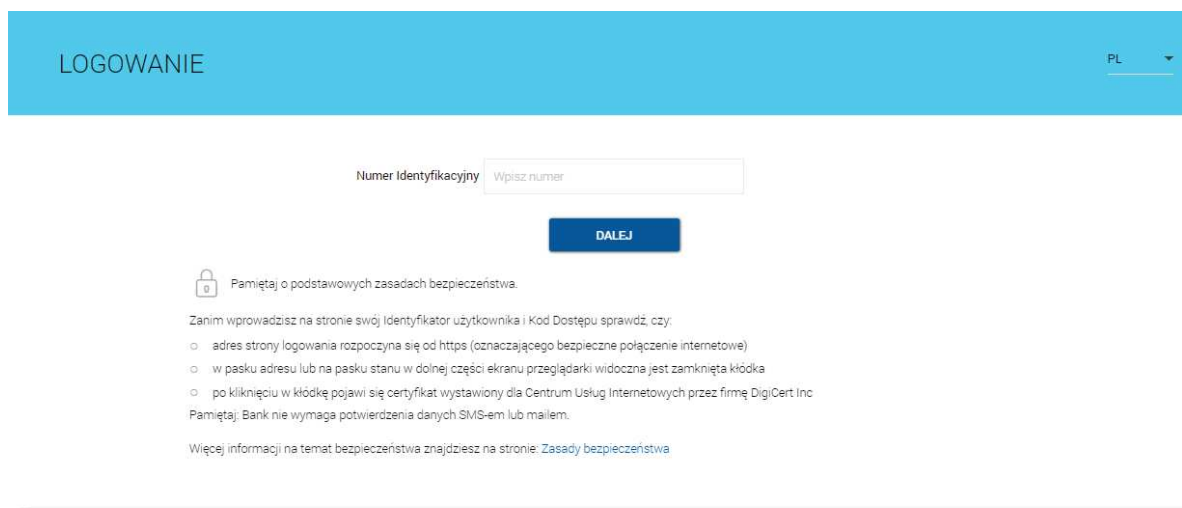 LOGOWANIE
PL
Numer Identyfikacyjny Wpisz numer
DALEJ
Pamiętaj o podstawowych zasadach bezpieczeństwa.
Zanim wprowadzisz na stronie swój Identyfikator użytkownika i Kod Dostępu sprawdź, czy:
○ adres strony logowania rozpoczyna się od https (oznaczającego bezpieczne połączenie internetowe)
○ w pasku adresu lub na pasku stanu w dolnej części ekranu przeglądarki widoczna jest zamknięta kłódka
○ po kliknięciu w kłódkę pojawi się certyfikat wystawiony dla Centrum Usług Internetowych przez firmę DigiCert Inc
Pamiętaj: Bank nie wymaga potwierdzenia danych SMS-em lub mailem.
Więcej informacji na temat bezpieczeństwa znajdziesz na stronie: Zasady bezpieczeństwa